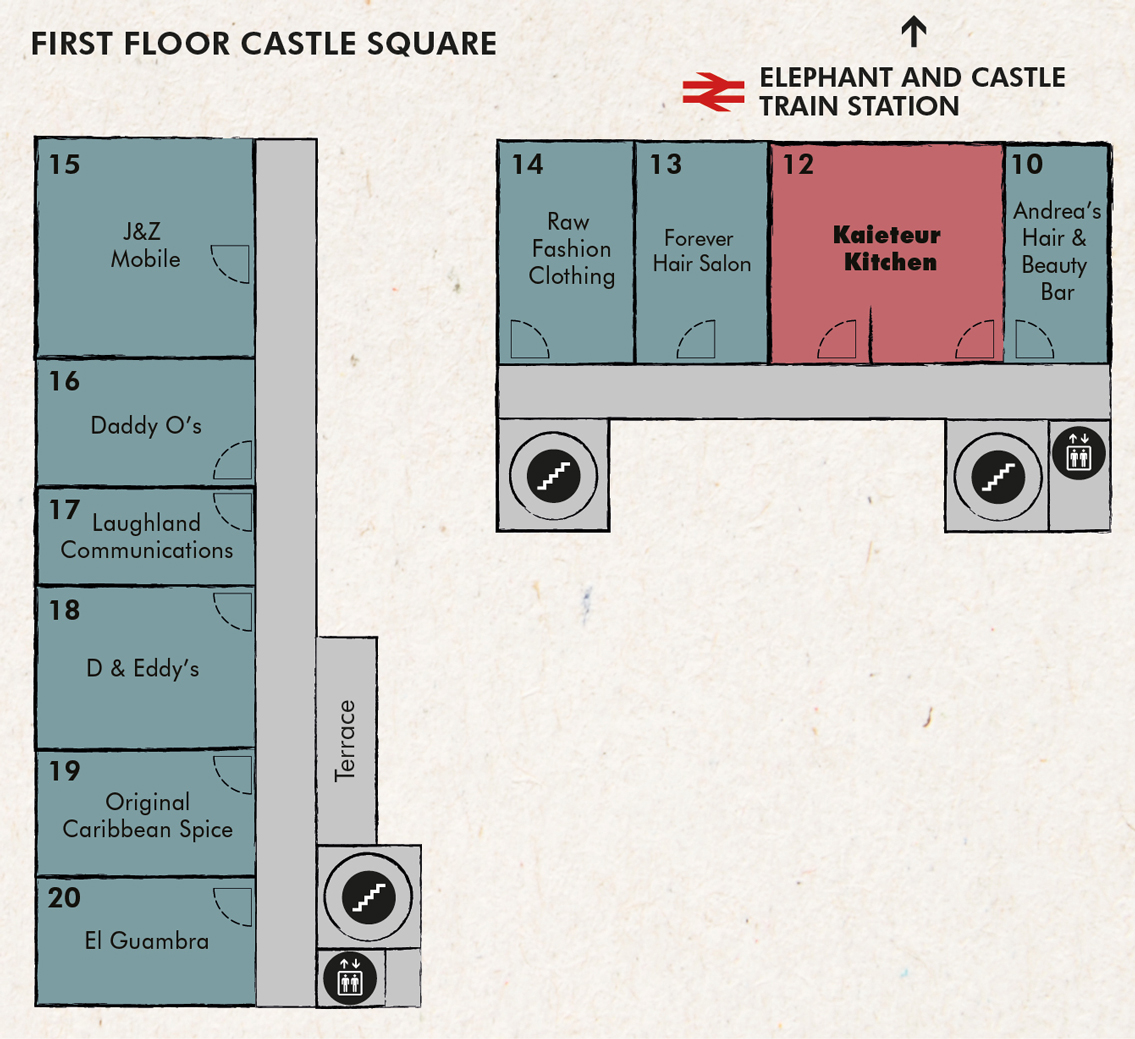 FIRST FLOOR CASTLE SQUARE
ELEPHANT AND CASTLE
TRAIN STATION
15
J&Z
Mobile
16
Daddy O's
17
Laughland
Communications
18
D & Eddy's
19
Original
Caribbean Spice
20
El Guambra
Terrace
14
Raw
Fashion
Clothing
13
Forever
Hair Salon
12
Kaieteur
Kitchen
10
Andrea's
Hair &
Beauty
Bar